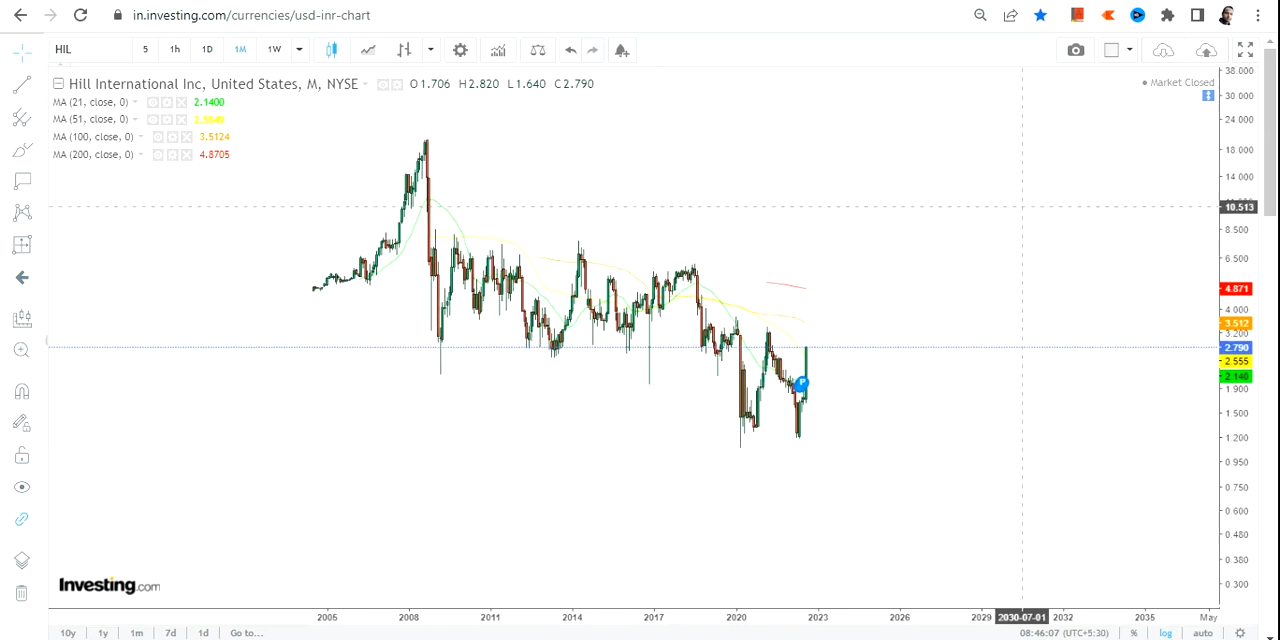 in.investing.com/currencies/usd-inr-chart
HIL 5 1h 1D 1M 1W
Hill International Inc, United States, M, NYSE O1.706 H2.820 L1.640 C2.790
Market Closed
MA (21, close, 0) 2.1400
MA (51, close, 0)
MA (100, close, 0) 3.5124
MA (200, close, 0) 4.8705
38.000
30.000
24.000
18.000
14.000
10.513
8.500
6.500
4.871
4.000
3.512
3.200
2.790
2.555
2.140
1.900
1.500
1.200
0.950
0.750
0.600
0.480
0.380
0.300
Investing.com
2005 2008 2011 2014 2017 2020 2023 2026 2029 2030-07-01 2032 2035 May
10y 1y 1m 7d 1d Go to... 08:46:07 (UTC+5:30) % log auto